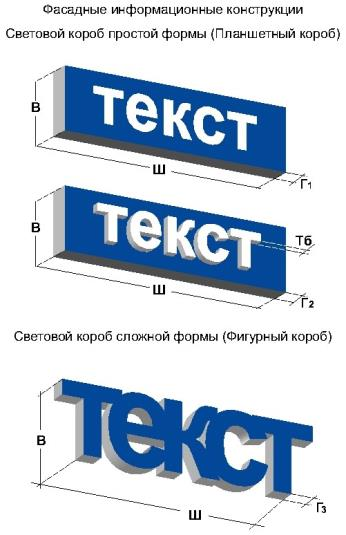 Фасадные информационные конструкции
Световой короб простой формы (Планшетный короб)
В
текст
Ш
Г1
В
текст
Тб
Ш
Г2
Световой короб сложной формы (Фигурный короб)
В
текст
Ш
Г3